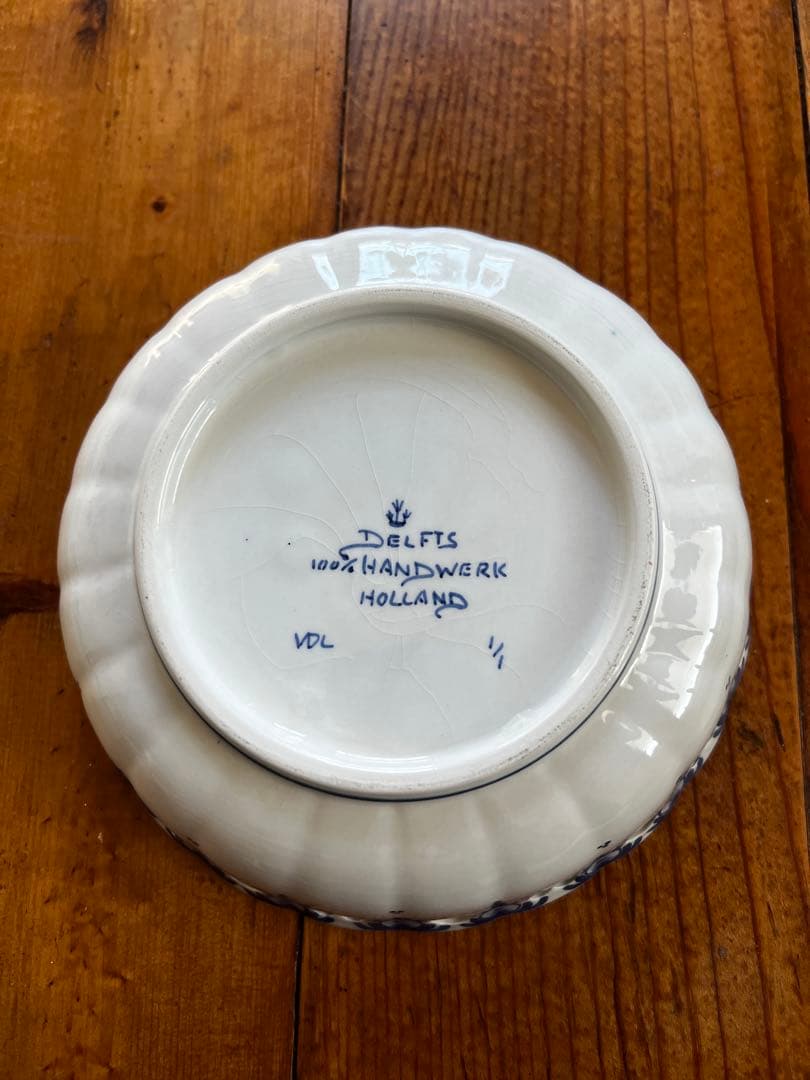 DELFTS
100% HANDWERK
HOLLAND
VDL 1/1